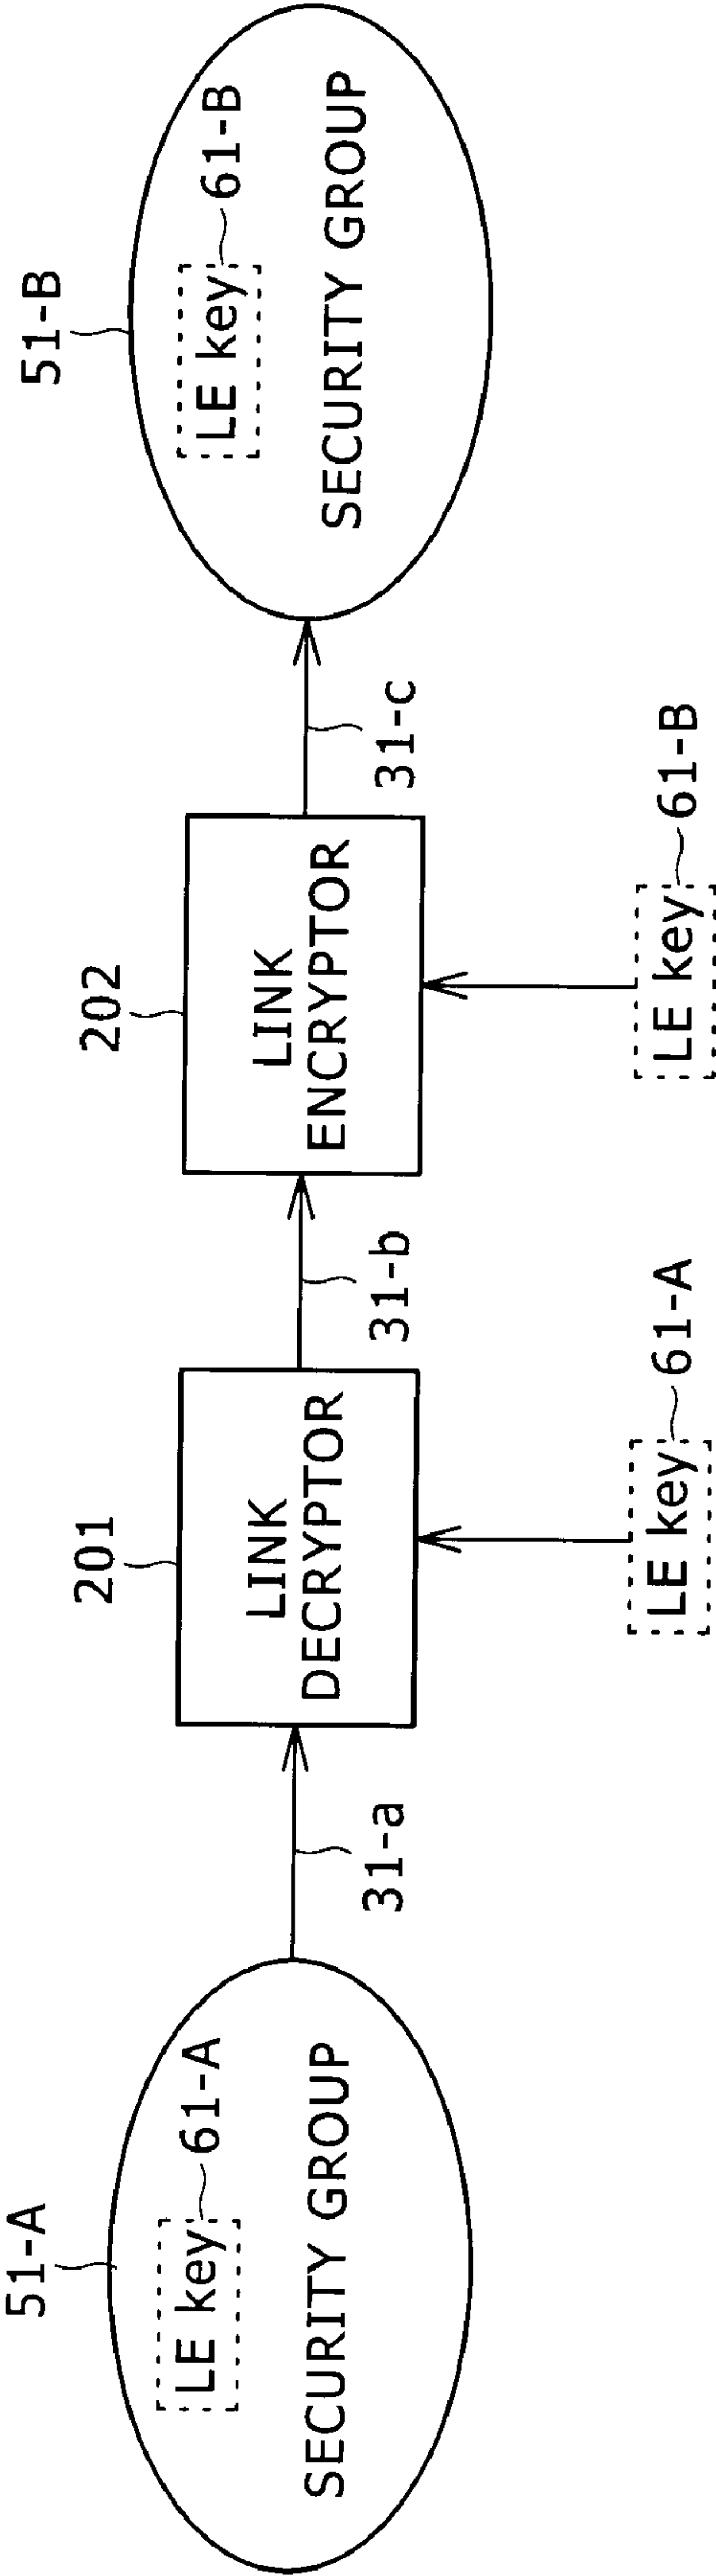 51-A
LE key
61-A
SECURITY GROUP
31-a
201
LINK
DECRYPTOR
LE key
61-A
31-b
202
LINK
ENCRYPTOR
LE key
61-B
31-c
51-B
LE key
61-B
SECURITY GROUP